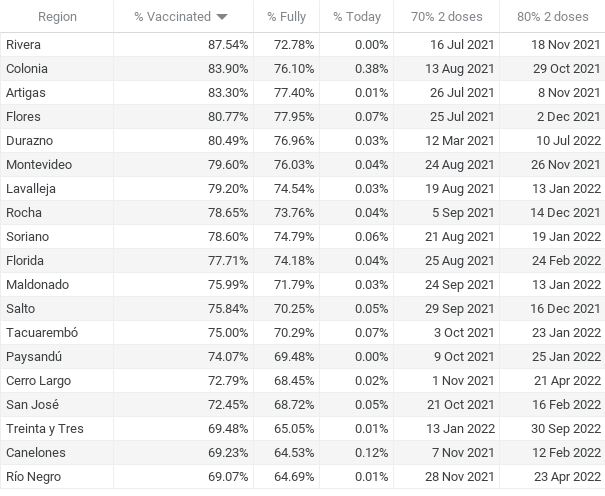 Region % Vaccinated % Fully % Today 70% 2 doses 80% 2 doses
Rivera 87.54% 72.78% 0.00% 16 Jul 2021 18 Nov 2021
Colonia 83.90% 76.10% 0.38% 13 Aug 2021 29 Oct 2021
Artigas 83.30% 77.40% 0.01% 26 Jul 2021 8 Nov 2021
Flores 80.77% 77.95% 0.07% 25 Jul 2021 2 Dec 2021
Durazno 80.49% 76.96% 0.03% 12 Mar 2021 10 Jul 2022
Montevideo 79.60% 76.03% 0.04% 24 Aug 2021 26 Nov 2021
Lavalleja 79.20% 74.54% 0.03% 19 Aug 2021 13 Jan 2022
Rocha 78.65% 73.76% 0.04% 5 Sep 2021 14 Dec 2021
Soriano 78.60% 74.79% 0.06% 21 Aug 2021 19 Jan 2022
Florida 77.71% 74.18% 0.04% 25 Aug 2021 24 Feb 2022
Maldonado 75.99% 71.79% 0.03% 24 Sep 2021 13 Jan 2022
Salto 75.84% 70.25% 0.05% 29 Sep 2021 16 Dec 2021
Tacuarembó 75.00% 70.29% 0.07% 3 Oct 2021 23 Jan 2022
Paysandú 74.07% 69.48% 0.00% 9 Oct 2021 25 Jan 2022
Cerro Largo 72.79% 68.45% 0.02% 1 Nov 2021 21 Apr 2022
San José 72.45% 68.72% 0.05% 21 Oct 2021 16 Feb 2022
Treinta y Tres 69.48% 65.05% 0.01% 13 Jan 2022 30 Sep 2022
Canelones 69.23% 64.53% 0.12% 7 Nov 2021 12 Feb 2022
Río Negro 69.07% 64.69% 0.01% 28 Nov 2021 23 Apr 2022